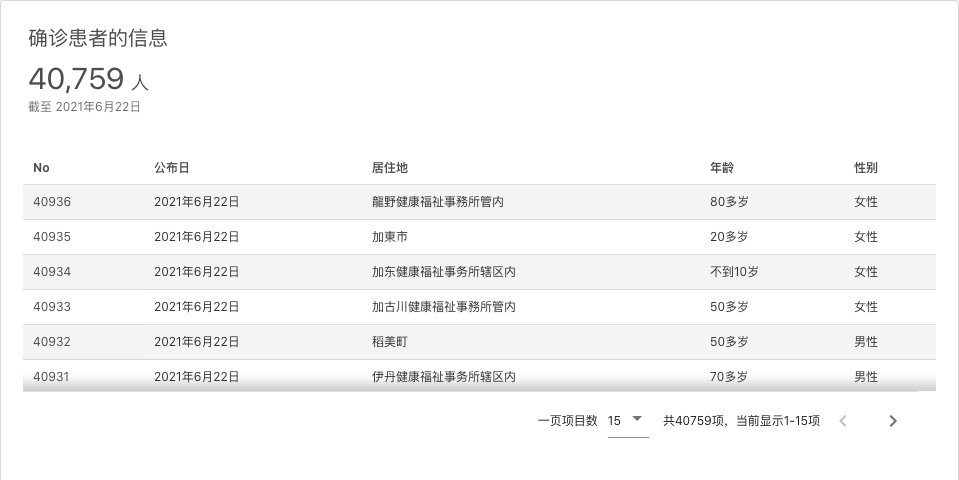 确诊患者的信息
40,759 人
截至 2021年6月22日
No 公布日 居住地 年龄 性别
40936 2021年6月22日 龍野健康福祉事務所管内 80多岁 女性
40935 2021年6月22日 加東市 20多岁 女性
40934 2021年6月22日 加东健康福祉事务所辖区内 不到10岁 女性
40933 2021年6月22日 加古川健康福祉事務所管内 50多岁 女性
40932 2021年6月22日 稻美町 50多岁 男性
40931 2021年6月22日 伊丹健康福祉事务所辖区内 70多岁 男性
一页项目数 15 共40759项，当前显示1-15项